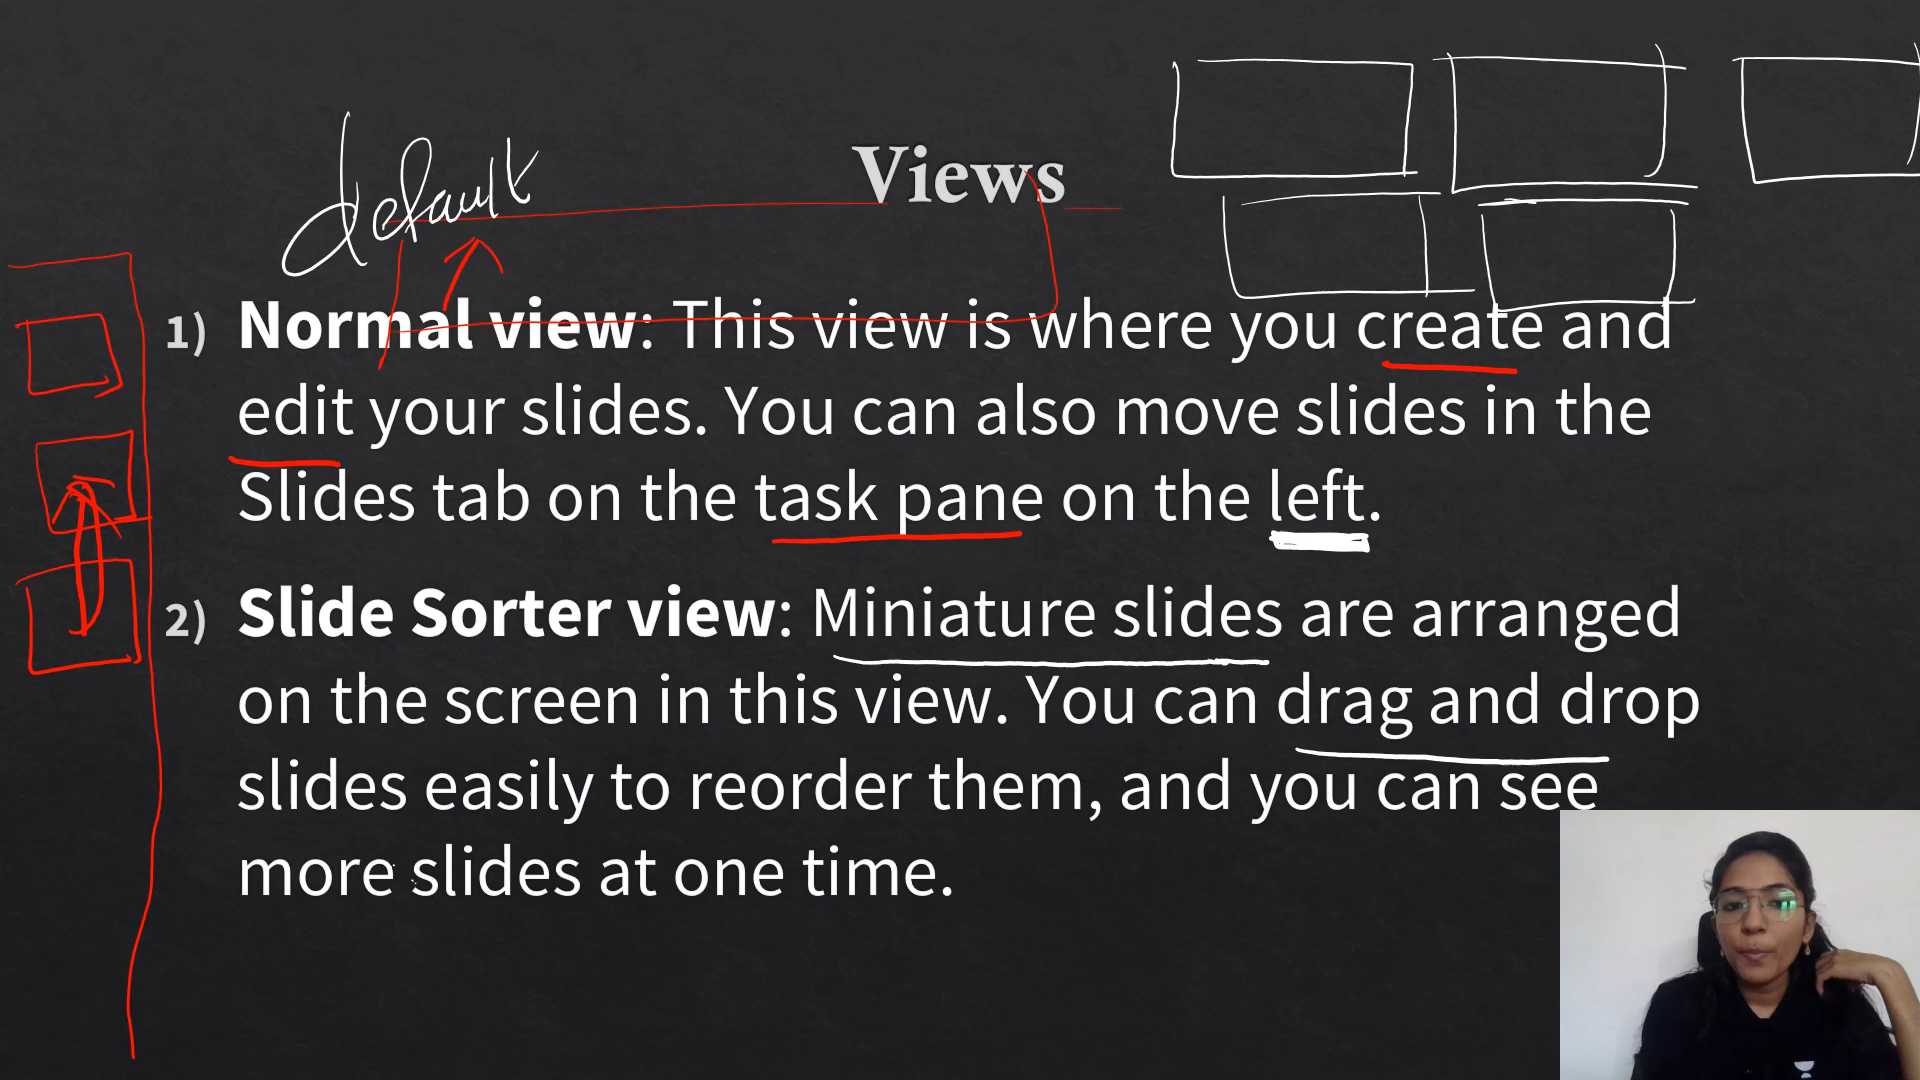 Views
default
1) Normal view: This view is where you create and
edit your slides. You can also move slides in the
Slides tab on the task pane on the left.
2) Slide Sorter view: Miniature slides are arranged
on the screen in this view. You can drag and drop
slides easily to reorder them, and you can see
more slides at one time.